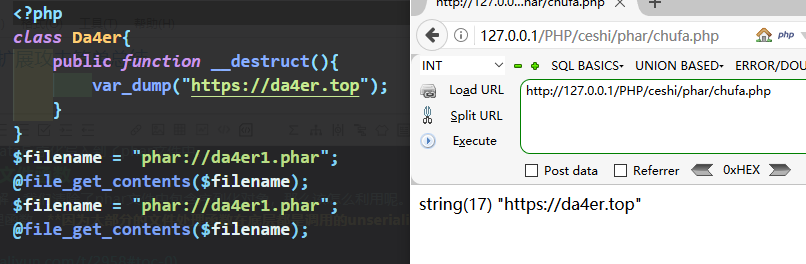 <?php
class Da4er{
public function __destruct(){
var_dump("https://da4er.top");
}
}
$filename = "phar://da4er1.phar";
@file_get_contents($filename);
$filename = "phar://da4er1.phar";
@file_get_contents($filename);
http://127.0.0...nar/chufa.php
127.0.0.1/PHP/ceshi/phar/chufa.php
php
INT
SQL BASICS
UNION BASED
ERROR/DOU
Load URL
Split URL
Execute
http://127.0.0.1/PHP/ceshi/phar/chufa.php
Post data
Referrer
0xHEX
string(17) "https://da4er.top"